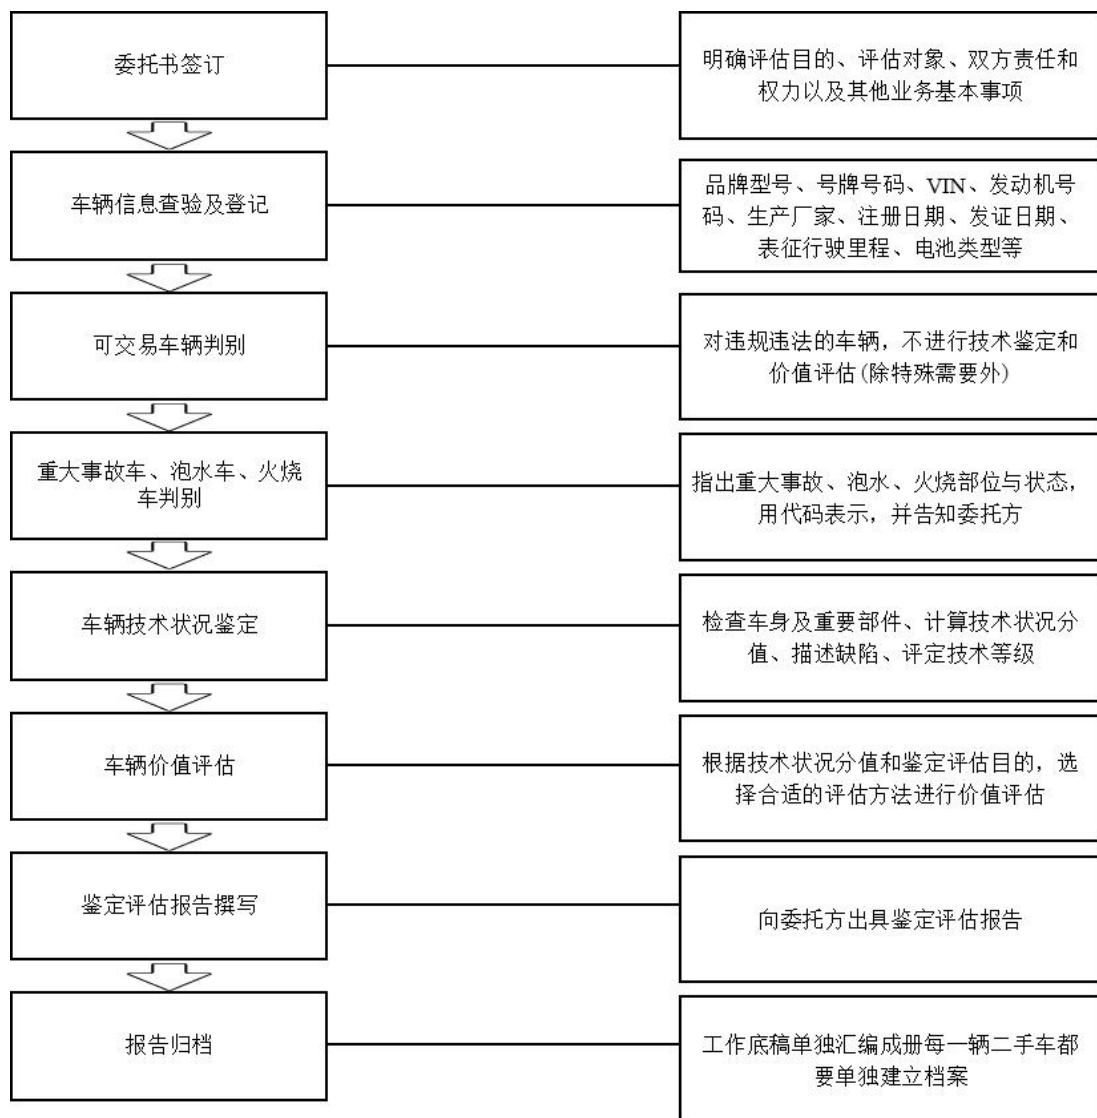 委托书签订
明确评估目的、评估对象、双方责任和
权力以及其他业务基本事项
车辆信息查验及登记
品牌型号、号牌号码、VIN、发动机号
码、生产厂家、注册日期、发证日期、
表征行驶里程、电池类型等
可交易车辆判别
对违规违法的车辆，不进行技术鉴定和
价值评估(除特殊需要外)
重大事故车、泡水车、火烧
车判别
指出重大事故、泡水、火烧部位与状态，
用代码表示，并告知委托方
车辆技术状况鉴定
检查车身及重要部件、计算技术状况分
值、描述缺陷、评定技术等级
车辆价值评估
根据技术状况分值和鉴定评估目的，选
择合适的评估方法进行价值评估
鉴定评估报告撰写
向委托方出具鉴定评估报告
报告归档
工作底稿单独汇编成册每一辆二手车都
要单独建立档案